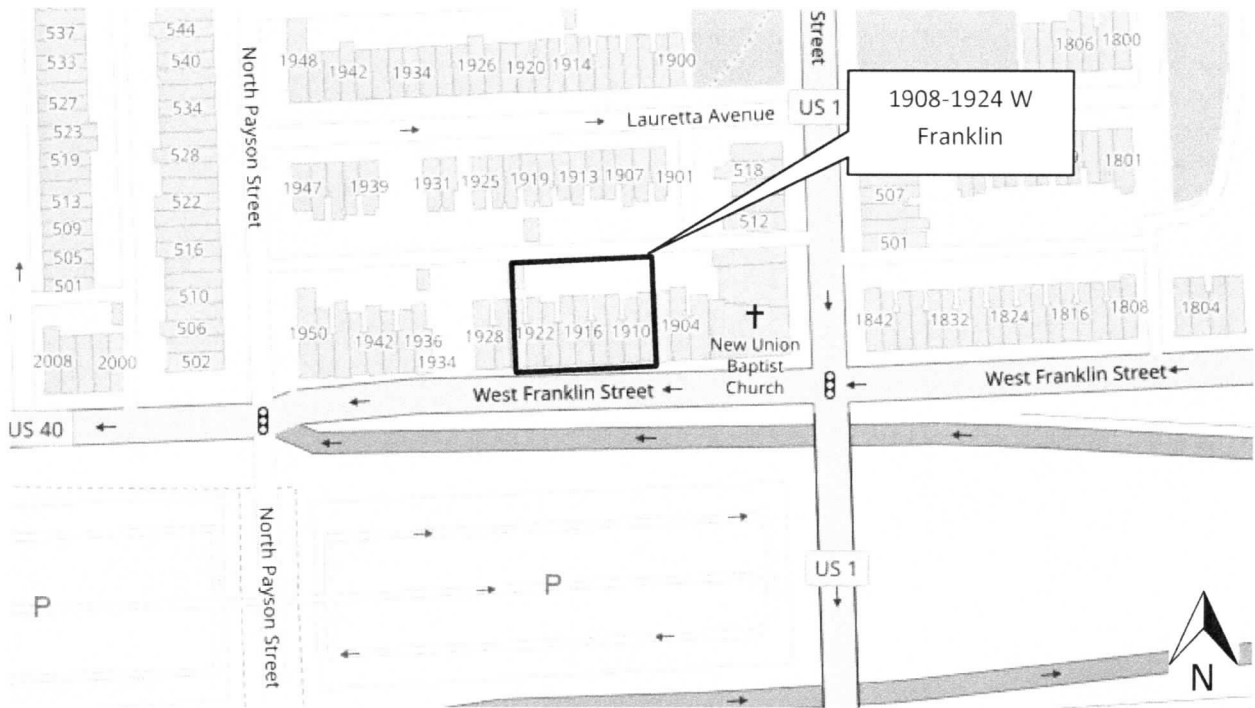 537
533
527
523
519
513
509
505
501
2008 2000
544
540
534
528
522
516
510
506
502
North Payson Street
1948 1942 1934 1926 1920 1914 1900
Lauretta Avenue
US 1
Street
1806 1800
1908-1924 W
Franklin
1947 1939 1931 1925 1919 1913 1907 1901
518
512
1801
507
501
1950 1942 1936
1934
1928 1922 1916 1910 1904
New Union
Baptist
Church
1842 1832 1824 1816 1808 1804
West Franklin Street
West Franklin Street
US 40
North Payson Street
P
P
US 1
N